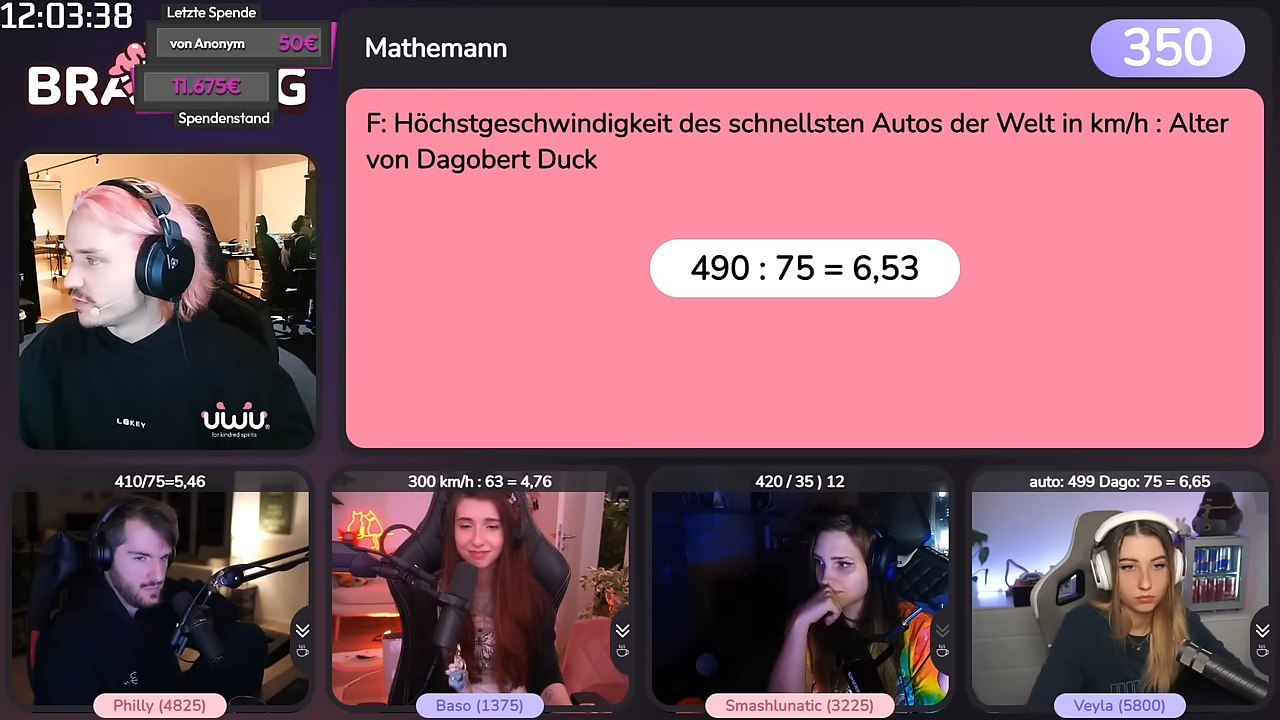 12:03:38
Letzte Spende
von Anonym 50€
11.675€
Spendenstand
BRA
G
Mathemann
350
F: Höchstgeschwindigkeit des schnellsten Autos der Welt in km/h : Alter
von Dagobert Duck
490 : 75 = 6,53
LOKEY
UWU
for kindred spirits
410/75=5,46
300 km/h : 63 = 4,76
420 / 35 ) 12
auto: 499 Dago: 75 = 6,65
Philly (4825)
Baso (1375)
Smashlunatic (3225)
Veyla (5800)